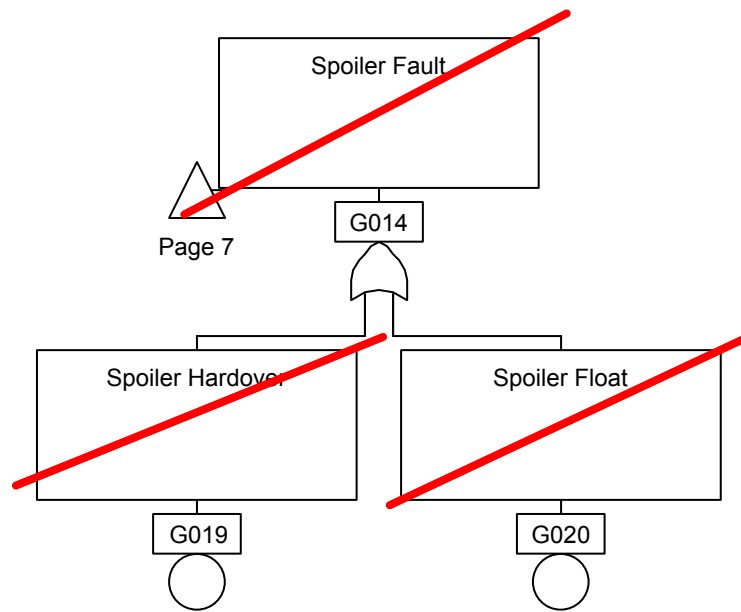 Spoiler Fault
G014
Page 7
Spoiler Hardover
Spoiler Float
G019
G020